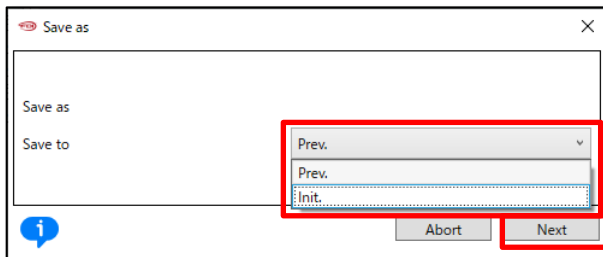 Save as
Save as
Save to
Prev.
Prev.
Init.
i
Abort
Next